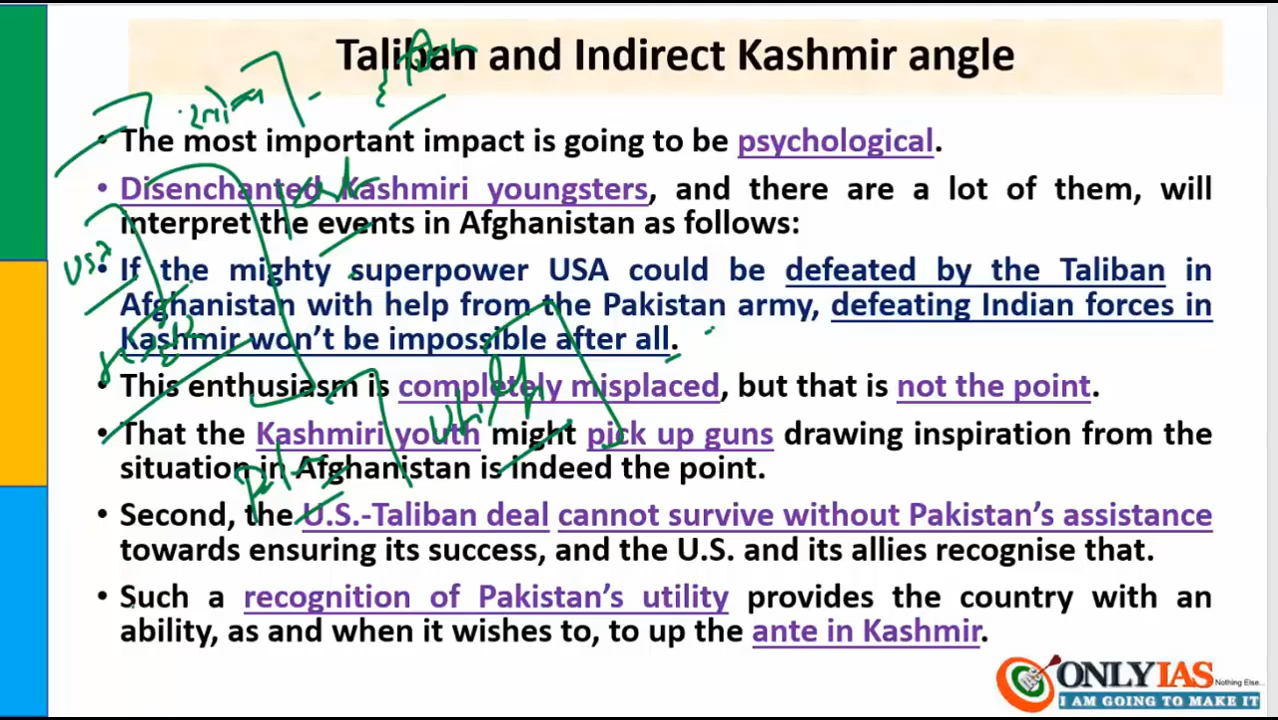 Taliban and Indirect Kashmir angle
• The most important impact is going to be psychological.
• Disenchanted Kashmiri youngsters, and there are a lot of them, will
interpret the events in Afghanistan as follows:
• If the mighty superpower USA could be defeated by the Taliban in
Afghanistan with help from the Pakistan army, defeating Indian forces in
Kashmir won't be impossible after all.
• This enthusiasm is completely misplaced, but that is not the point.
• That the Kashmiri youth might pick up guns drawing inspiration from the
situation in Afghanistan is indeed the point.
• Second, the U.S.-Taliban deal cannot survive without Pakistan's assistance
towards ensuring its success, and the U.S. and its allies recognise that.
• Such a recognition of Pakistan's utility provides the country with an
ability, as and when it wishes to, to up the ante in Kashmir.
USA
ONLYIAS
Nothing Else...
I AM GOING TO MAKE IT